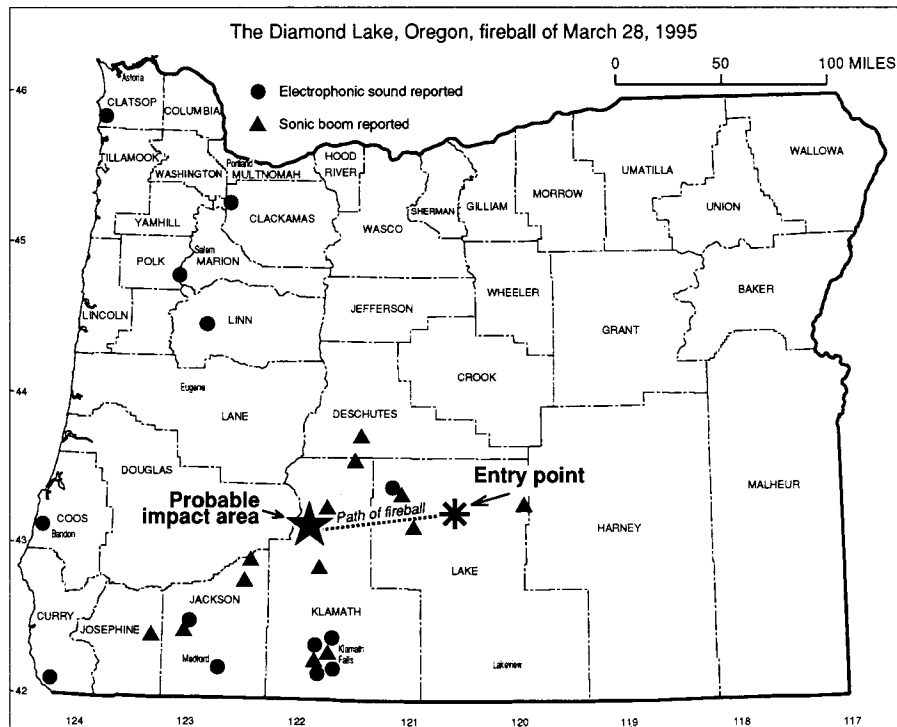 The Diamond Lake, Oregon, fireball of March 28, 1995
0 50 100 MILES
Electrophonic sound reported
Sonic boom reported
46
Astoria
CLATSOP
COLUMBIA
TILLAMOOK
WASHINGTON
Portland
MULTNOMAH
HOOD
RIVER
SHERMAN
GILLIAM
MORROW
UMATILLA
WALLOWA
UNION
YAMHILL
CLACKAMAS
WASCO
45
Salem
POLK
MARION
WHEELER
BAKER
LINCOLN
LINN
JEFFERSON
GRANT
CROOK
44
Eugene
LANE
DESCHUTES
DOUGLAS
Entry point
MALHEUR
Probable
impact area
Path of fireball
COOS
Bandon
HARNEY
43
LAKE
CURRY
JOSEPHINE
JACKSON
KLAMATH
Medford
Klamath
Falls
Lakeview
42
124 123 122 121 120 119 118 117